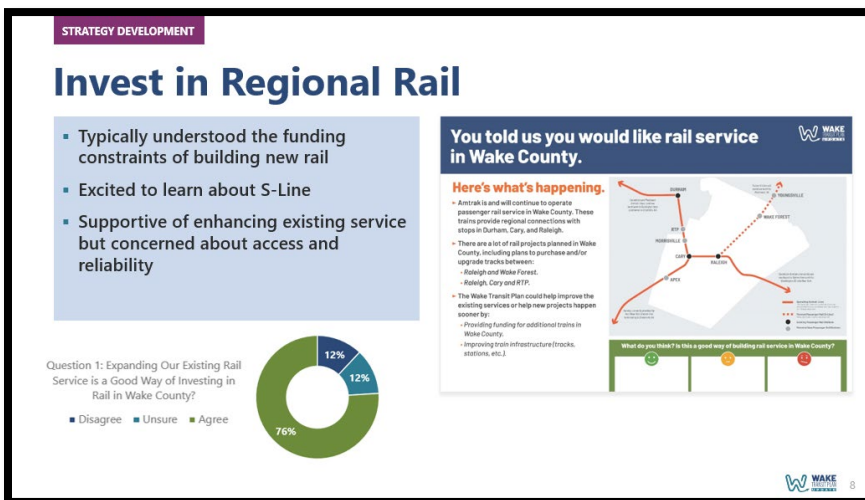 STRATEGY DEVELOPMENT
Invest in Regional Rail
▪ Typically understood the funding
constraints of building new rail
▪ Excited to learn about S-Line
▪ Supportive of enhancing existing service
but concerned about access and
reliability
Question 1: Expanding Our Existing Rail
Service is a Good Way of Investing in
Rail in Wake County?
Disagree Unsure Agree
12%
12%
76%
You told us you would like rail service
in Wake County.
WAKE
TRANSIT PLAN
Here's what's happening.
Amtrak is and will continue to operate
passenger rail service in Wake County. These
trains provide regional connections with
stops in Durham, Cary, and Raleigh.
There are a lot of rail projects planned in Wake
County, including plans to purchase and/or
upgrade tracks between:
• Raleigh and Wake Forest.
• Raleigh, Cary and RTP.
The Wake Transit Plan could help improve the
existing services or help new projects happen
sooner by:
• Providing funding for additional trains in
Wake County.
• Improving train infrastructure (tracks,
stations, etc.).
DURHAM
YOUNGSVILLE
WAKE FOREST
RTP
MORRISVILLE
CARY
RALEIGH
APEX
What do you think? Is this a good way of building rail service in Wake County?
WAKE
TRANSIT PLAN
UPDATE
8